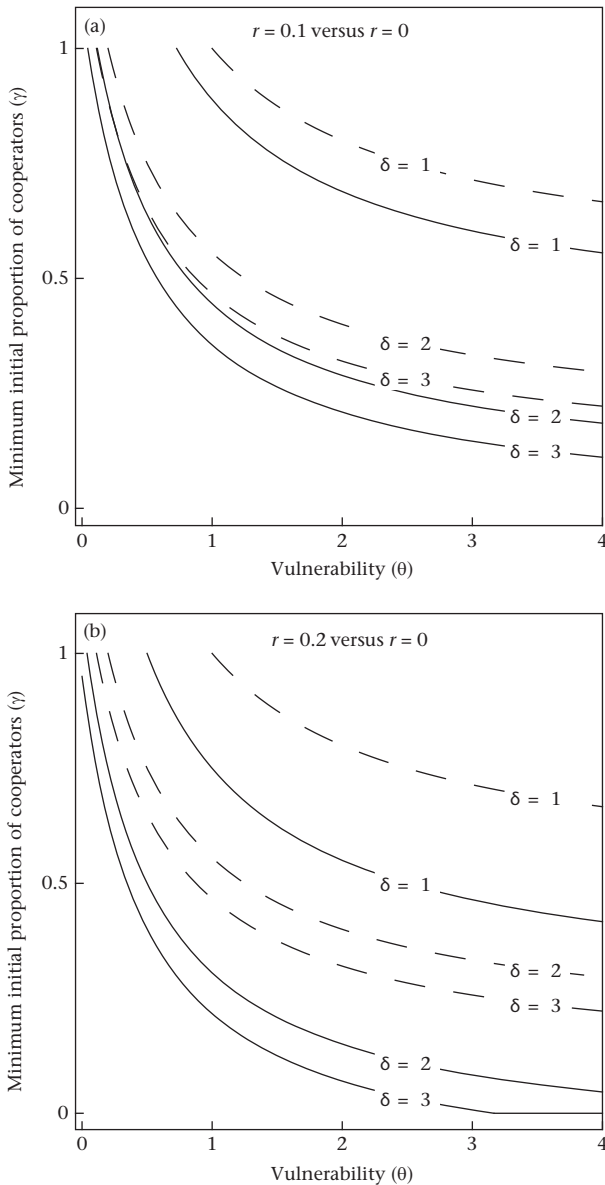 (a)
r = 0.1 versus r = 0
Minimum initial proportion of cooperators (γ)
1
0.5
0
δ = 1
δ = 1
δ = 2
δ = 3
δ = 2
δ = 3
0 1 2 3 4
Vulnerability (θ)
(b)
r = 0.2 versus r = 0
Minimum initial proportion of cooperators (γ)
1
0.5
0
δ = 1
δ = 1
δ = 2
δ = 3
δ = 2
δ = 3
0 1 2 3 4
Vulnerability (θ)